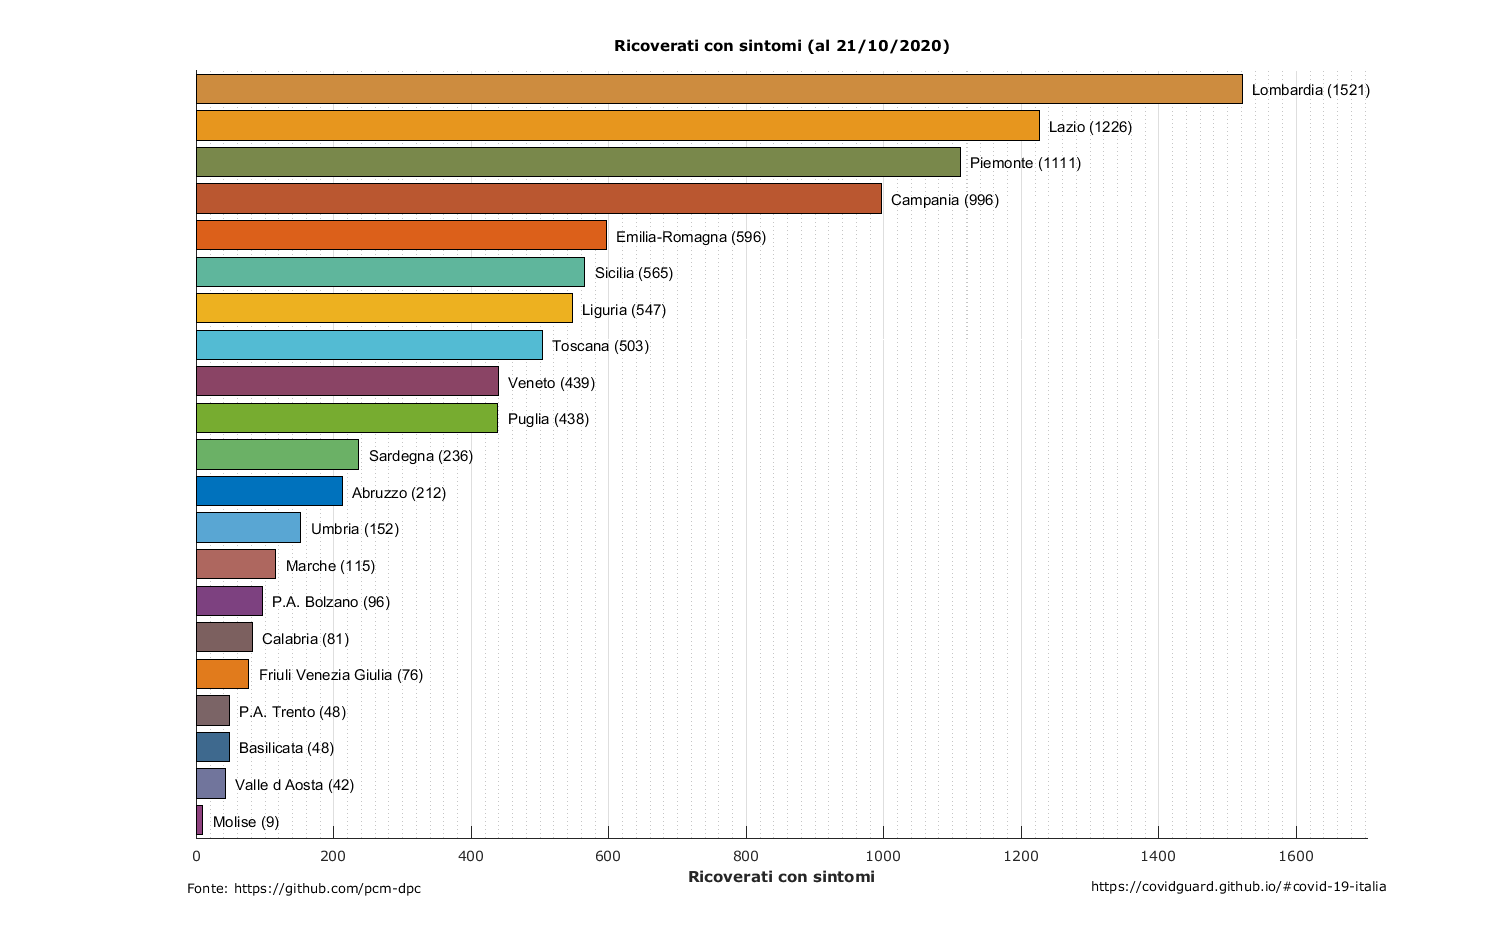 Ricoverati con sintomi (al 21/10/2020)
Lombardia (1521)
Lazio (1226)
Piemonte (1111)
Campania (996)
Emilia-Romagna (596)
Sicilia (565)
Liguria (547)
Toscana (503)
Veneto (439)
Puglia (438)
Sardegna (236)
Abruzzo (212)
Umbria (152)
Marche (115)
P.A. Bolzano (96)
Calabria (81)
Friuli Venezia Giulia (76)
P.A. Trento (48)
Basilicata (48)
Valle d Aosta (42)
Molise (9)
0 200 400 600 800 1000 1200 1400 1600
Ricoverati con sintomi
Fonte: https://github.com/pcm-dpc
https://covidguard.github.io/#covid-19-italia